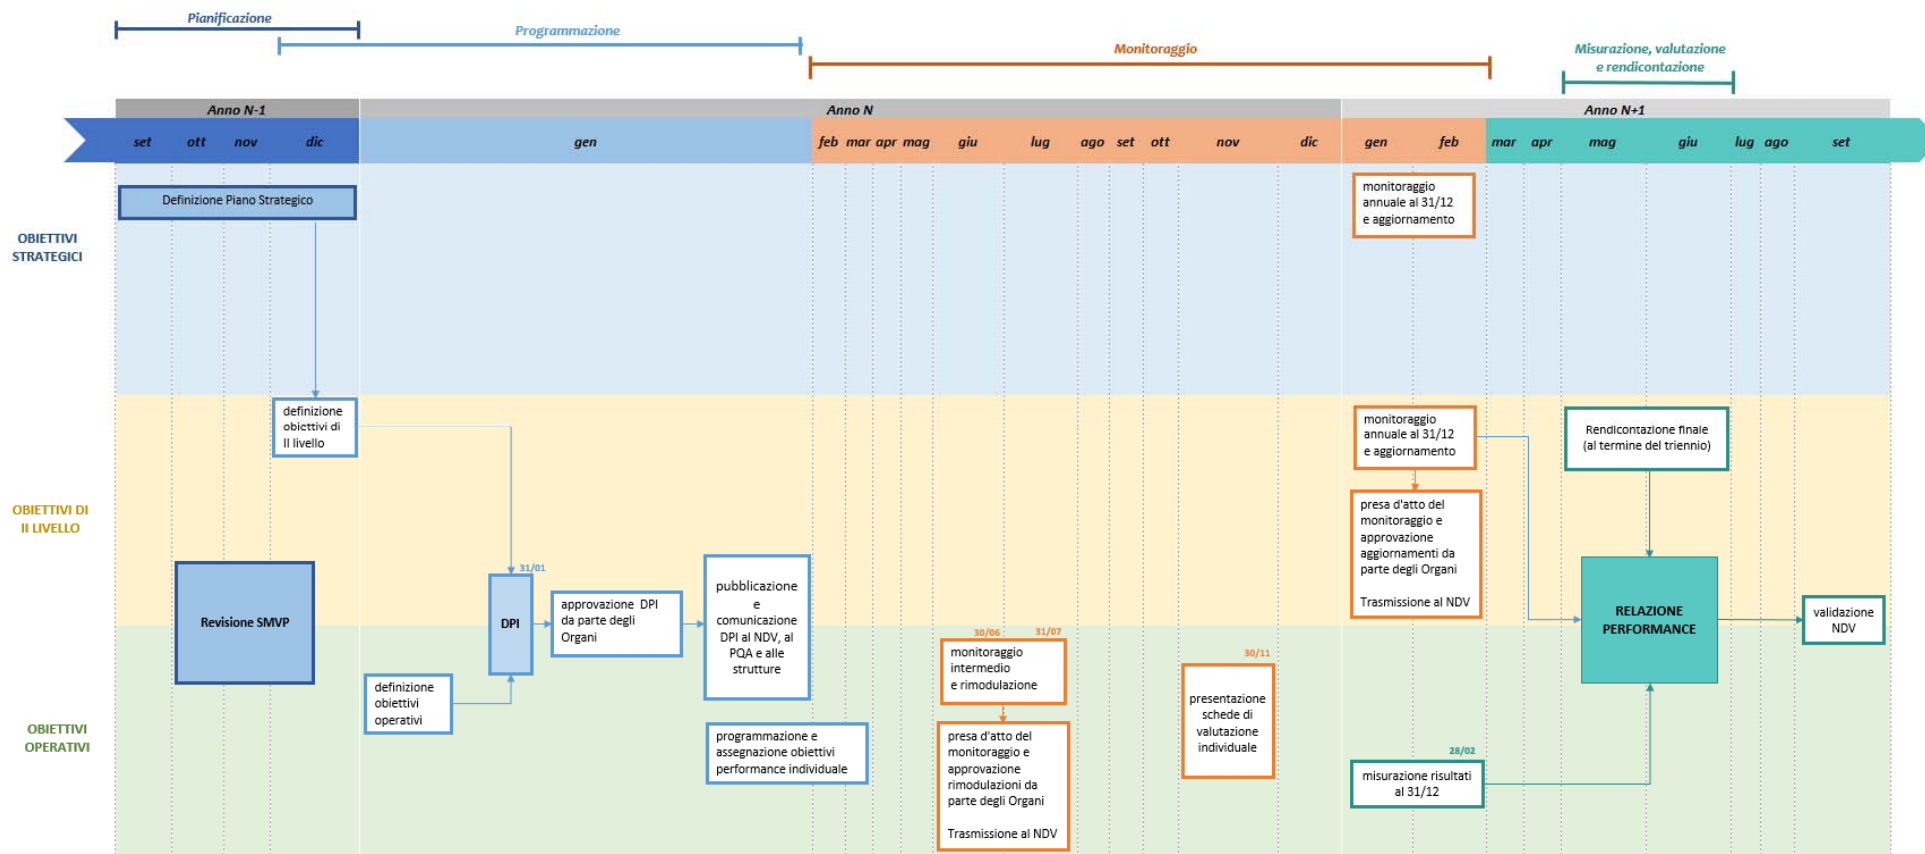 Pianificazione
Programmazione
Monitoraggio
Misurazione, valutazione
e rendicontazione
Anno N-1
Anno N
Anno N+1
set ott nov dic gen feb mar apr mag giu lug ago set ott nov dic gen feb mar apr mag giu lug ago set
OBIETTIVI
STRATEGICI
Definizione Piano Strategico
monitoraggio
annuale al 31/12
e aggiornamento
OBIETTIVI DI
II LIVELLO
definizione
obiettivi di
II livello
monitoraggio
annuale al 31/12
e aggiornamento
Rendicontazione finale
(al termine del triennio)
presa d'atto del
monitoraggio e
approvazione
aggiornamenti da
parte degli Organi
Trasmissione al NDV
Revisione SMVP
31/01
DPI
approvazione DPI
da parte degli
Organi
pubblicazione
e
comunicazione
DPI al NDV, al
PQA e alle
strutture
RELAZIONE
PERFORMANCE
validazione
NDV
OBIETTIVI
OPERATIVI
definizione
obiettivi
operativi
programmazione e
assegnazione obiettivi
performance individuale
30/06
31/07
monitoraggio
intermedio
e rimodulazione
presa d'atto del
monitoraggio e
approvazione
rimodulazioni da
parte degli Organi
Trasmissione al NDV
30/11
presentazione
schede di
valutazione
individuale
28/02
misurazione risultati
al 31/12